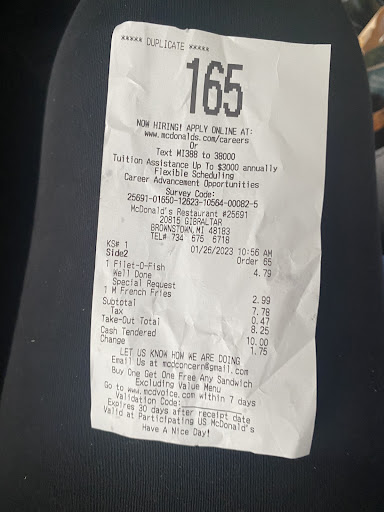 ***** DUPLICATE *****
165
NOW HIRING! APPLY ONLINE AT:
www.mcdonalds.com/careers
Or
Text MI388 to 38000
Tuition Assistance Up To $3000 annually
Flexible Scheduling
Career Advancement Opportunities
Survey Code:
25691-01650-12623-10564-00082-5
McDonald's Restaurant #25691
20815 GIBRALTAR
BROWNSTOWN, MI 48183
TEL# 734 675 6718
KS# 1 01/26/2023 10:56 AM
Side2 Order 65
1 Filet-O-Fish 4.79
Well Done
Special Request
1 M French Fries 2.99
Subtotal 7.78
Tax 0.47
Take-Out Total 8.25
Cash Tendered 10.00
Change 1.75
LET US KNOW HOW WE ARE DOING
Email Us at mcdconcern@gmail.com
Buy One Get One Free Any Sandwich
Excluding Value Menu
Go to www.mcdvoice.com within 7 days
Validation Code:
Expires 30 days after receipt date
Valid at Participating US McDonald's
Have A Nice Day!